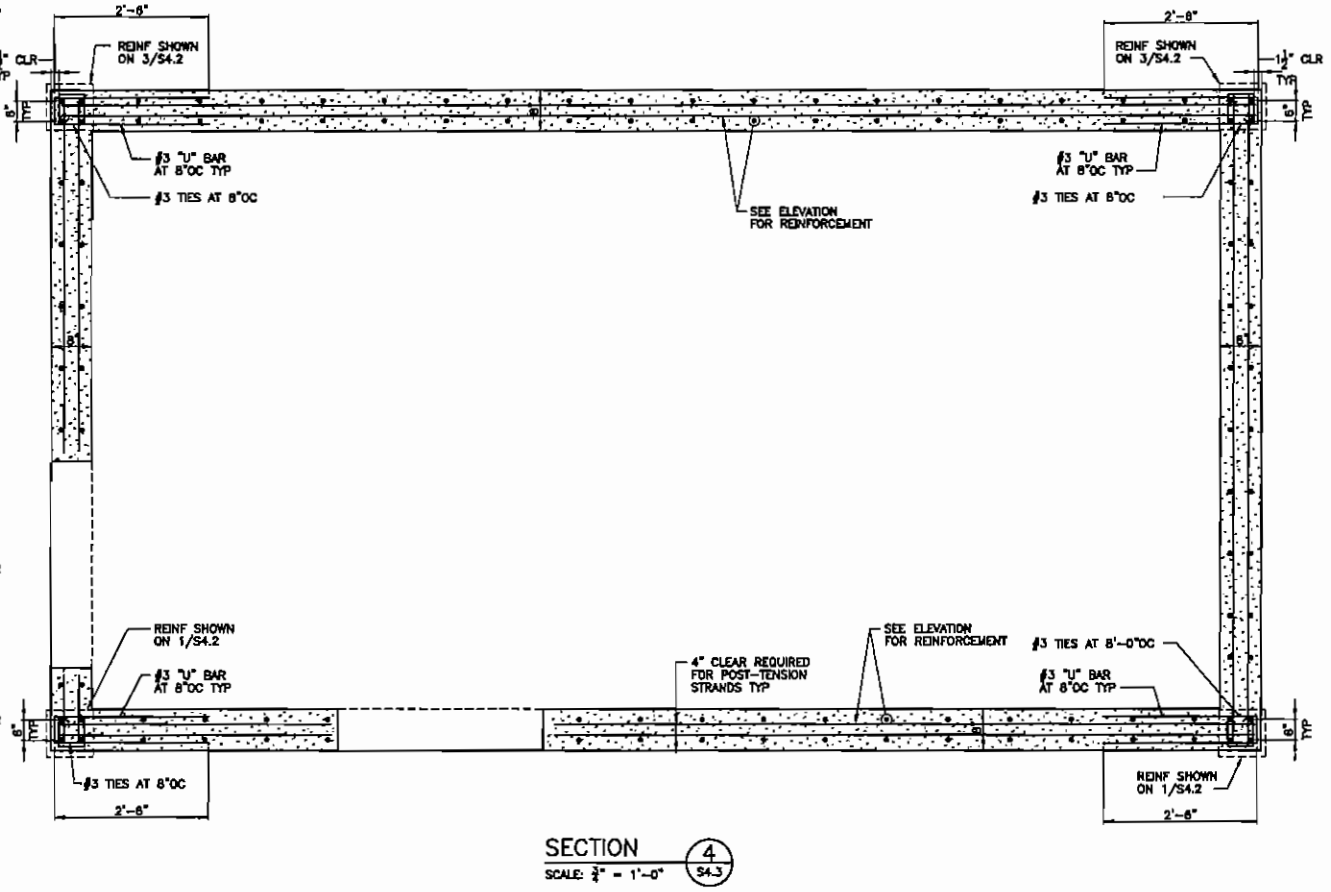 2'-6" 2'-6"
REINF SHOWN
ON 3/S4.2
" CLR
TYP
REINF SHOWN
ON 3/S4.2
1½" CLR
TYP
6"
TYP
8"
6"
TYP
#3 "U" BAR
AT 8"OC TYP
#3 TIES AT 8"OC
#3 "U" BAR
AT 8"OC TYP
#3 TIES AT 8"OC
SEE ELEVATION
FOR REINFORCEMENT
8" 8"
REINF SHOWN
ON 1/S4.2
#3 "U" BAR
AT 8"OC TYP
4" CLEAR REQUIRED
FOR POST-TENSION
STRANDS TYP
SEE ELEVATION
FOR REINFORCEMENT
#3 TIES AT 8'-0"OC
#3 "U" BAR
AT 8"OC TYP
6"
TYP
8"
6"
TYP
#3 TIES AT 8"OC
REINF SHOWN
ON 1/S4.2
2'-6" 2'-6"
SECTION 4
SCALE: ¾" = 1'-0" S4.3